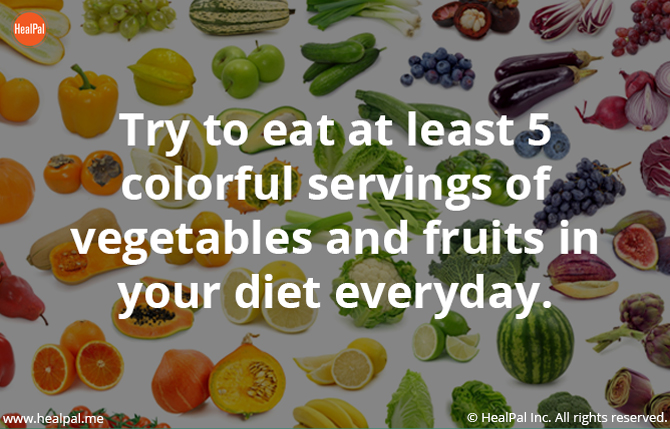 HealPal
Try to eat at least 5
colorful servings of
vegetables and fruits in
your diet everyday.
www.healpal.me
© HealPal Inc. All rights reserved.